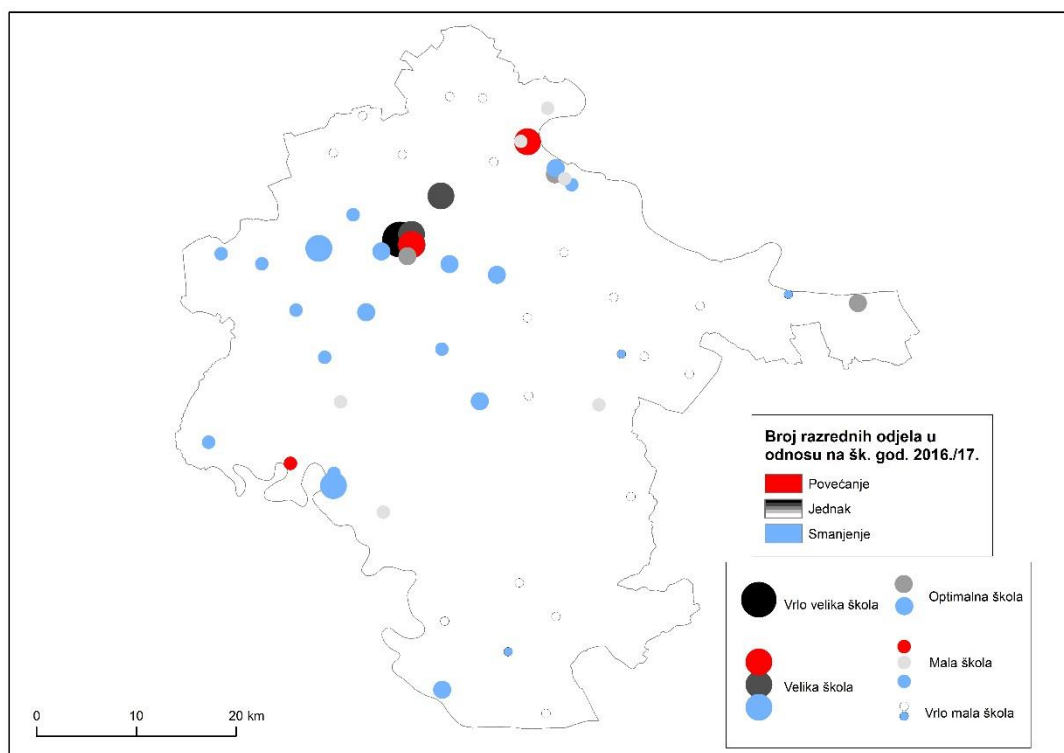 Broj razrednih odjela u
odnosu na šk. god. 2016./17.
Povećanje
Jednak
Smanjenje
Vrlo velika škola
Optimalna škola
Velika škola
Mala škola
Vrlo mala škola
0 10 20 km